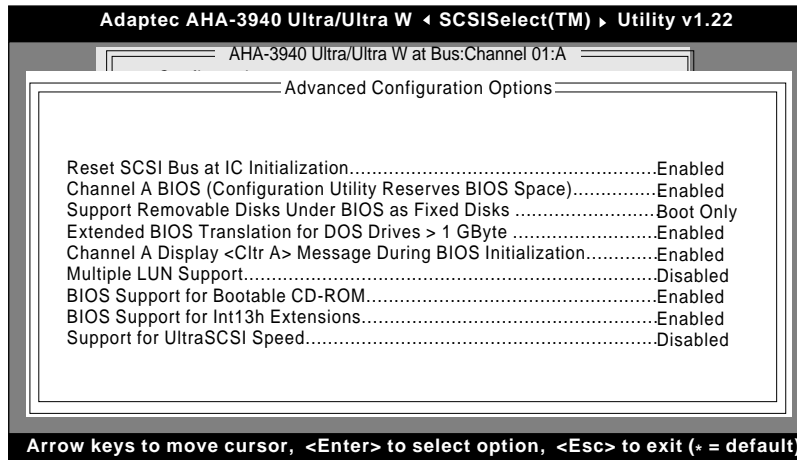 Adaptec AHA-3940 Ultra/Ultra W ◂ SCSISelect(TM) ▸ Utility v1.22
AHA-3940 Ultra/Ultra W at Bus:Channel 01:A
Advanced Configuration Options
Reset SCSI Bus at IC Initialization........................................................Enabled
Channel A BIOS (Configuration Utility Reserves BIOS Space)...............Enabled
Support Removable Disks Under BIOS as Fixed Disks ..........................Boot Only
Extended BIOS Translation for DOS Drives > 1 GByte ..........................Enabled
Channel A Display <Cltr A> Message During BIOS Initialization.............Enabled
Multiple LUN Support...........................................................................Disabled
BIOS Support for Bootable CD-ROM.....................................................Enabled
BIOS Support for Int13h Extensions......................................................Enabled
Support for UltraSCSI Speed................................................................Disabled
Arrow keys to move cursor, <Enter> to select option, <Esc> to exit (* = default)